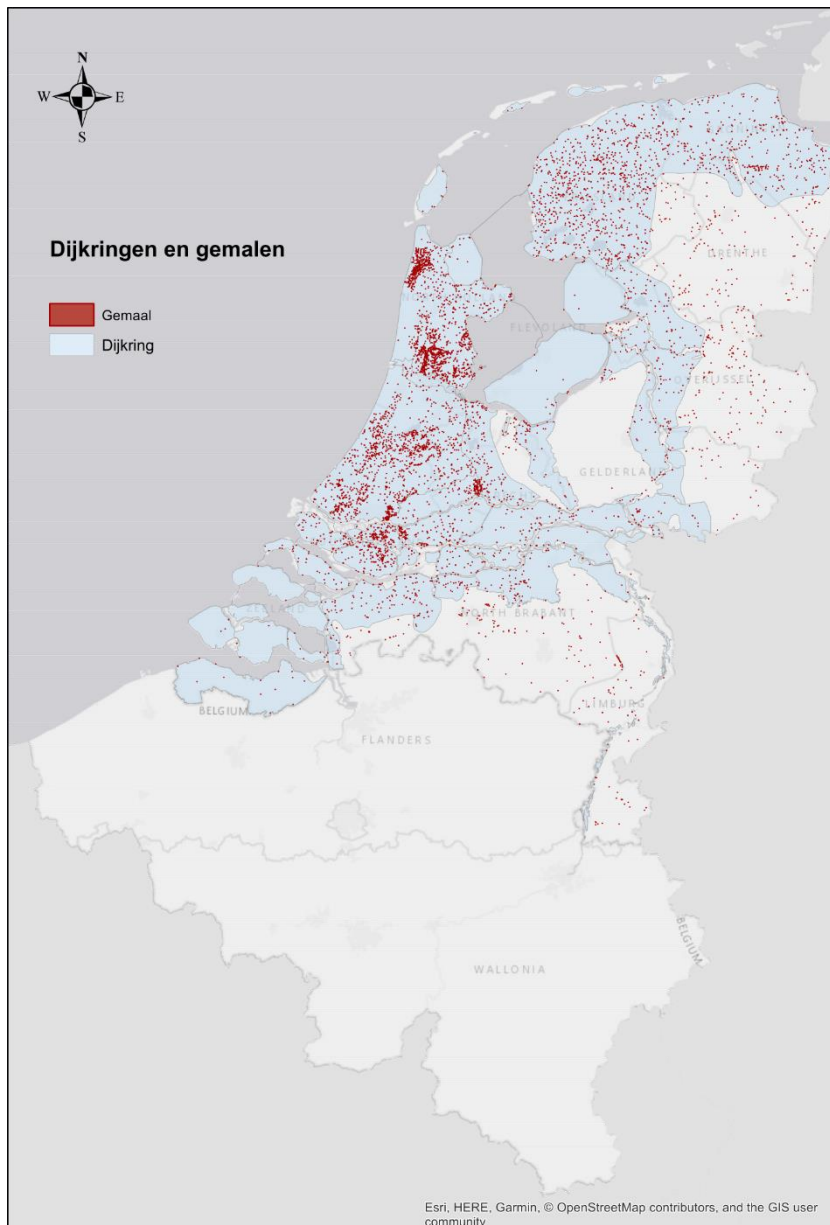 N
W E
S
Dijkringen en gemalen
Gemaal
Dijkring
DRENTHE
FLEVOLAND
OVERIJSSEL
GELDERLAND
ZEELAND
NORTH BRABANT
LIMBURG
BELGIUM
FLANDERS
BELGIUM
WALLONIA
Esri, HERE, Garmin, © OpenStreetMap contributors, and the GIS user
community